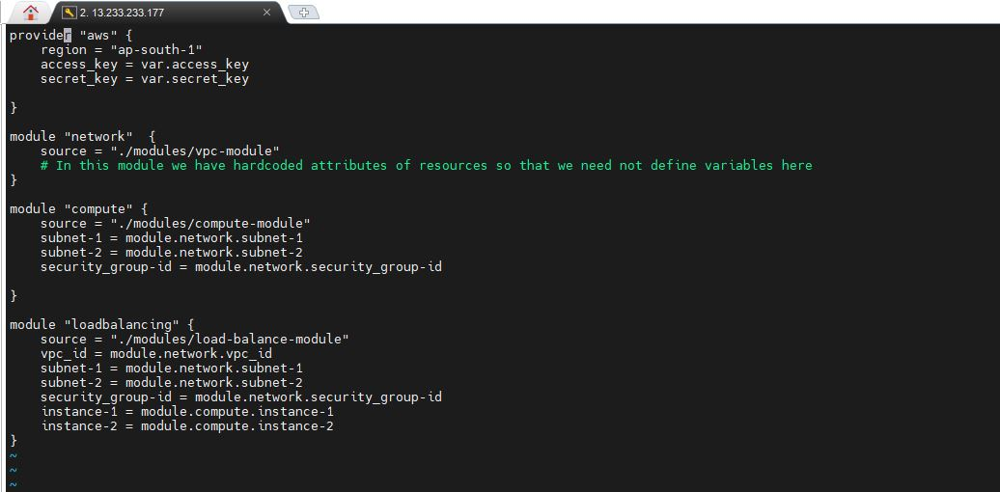 2. 13.233.233.177
provider "aws" {
    region = "ap-south-1"
    access_key = var.access_key
    secret_key = var.secret_key

}

module "network"  {
    source = "./modules/vpc-module"
    # In this module we have hardcoded attributes of resources so that we need not define variables here
}

module "compute" {
    source = "./modules/compute-module"
    subnet-1 = module.network.subnet-1
    subnet-2 = module.network.subnet-2
    security_group-id = module.network.security_group-id

}

module "loadbalancing" {
    source = "./modules/load-balance-module"
    vpc_id = module.network.vpc_id
    subnet-1 = module.network.subnet-1
    subnet-2 = module.network.subnet-2
    security_group-id = module.network.security_group-id
    instance-1 = module.compute.instance-1
    instance-2 = module.compute.instance-2
}
~
~
~